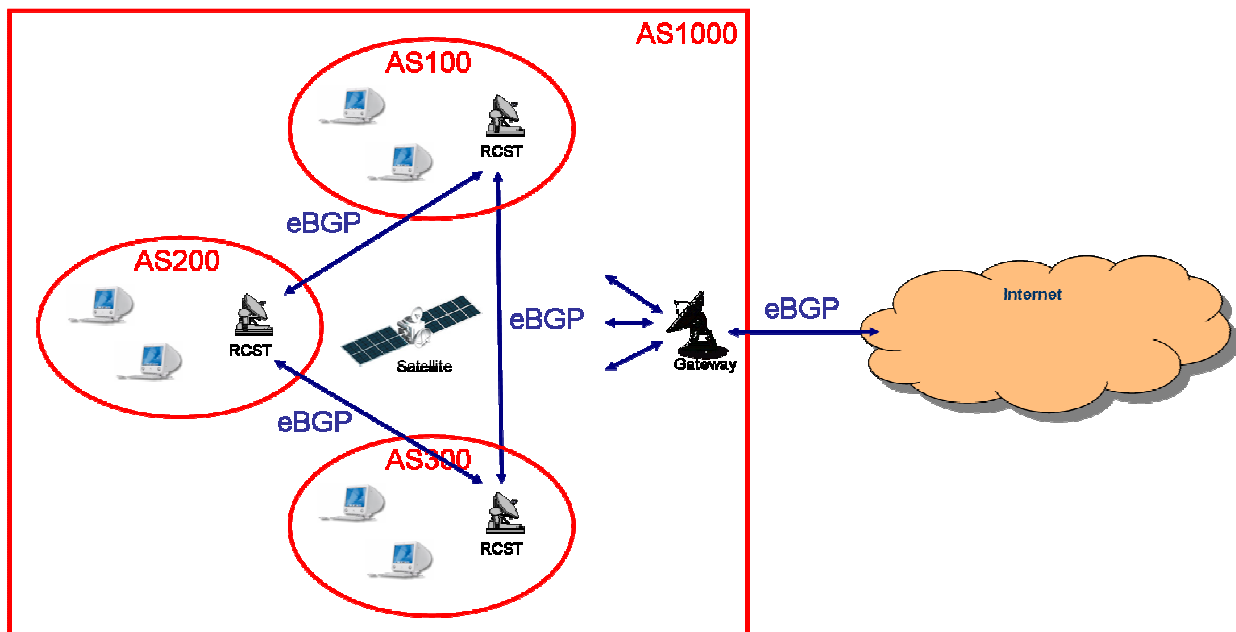 AS1000
AS100
RCST
eBGP
AS200
RCST
eBGP
Satellite
eBGP
Gateway
eBGP
Internet
AS300
RCST